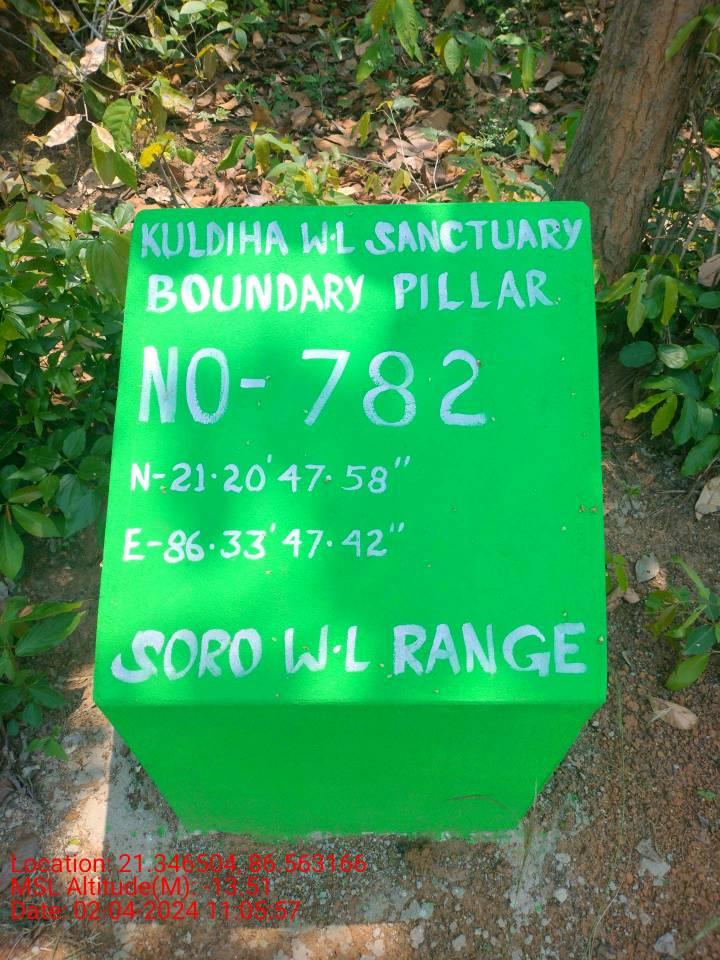 KULDIHA W.L SANCTUARY
BOUNDARY PILLAR
NO-782
N-21.20'47.58"
E-86.33'47.42"
SORO W.L RANGE
Location: 21.346504, 86.563166
MSL Altitude(M). -13.51
Date: 02-04-2024 11:05:57